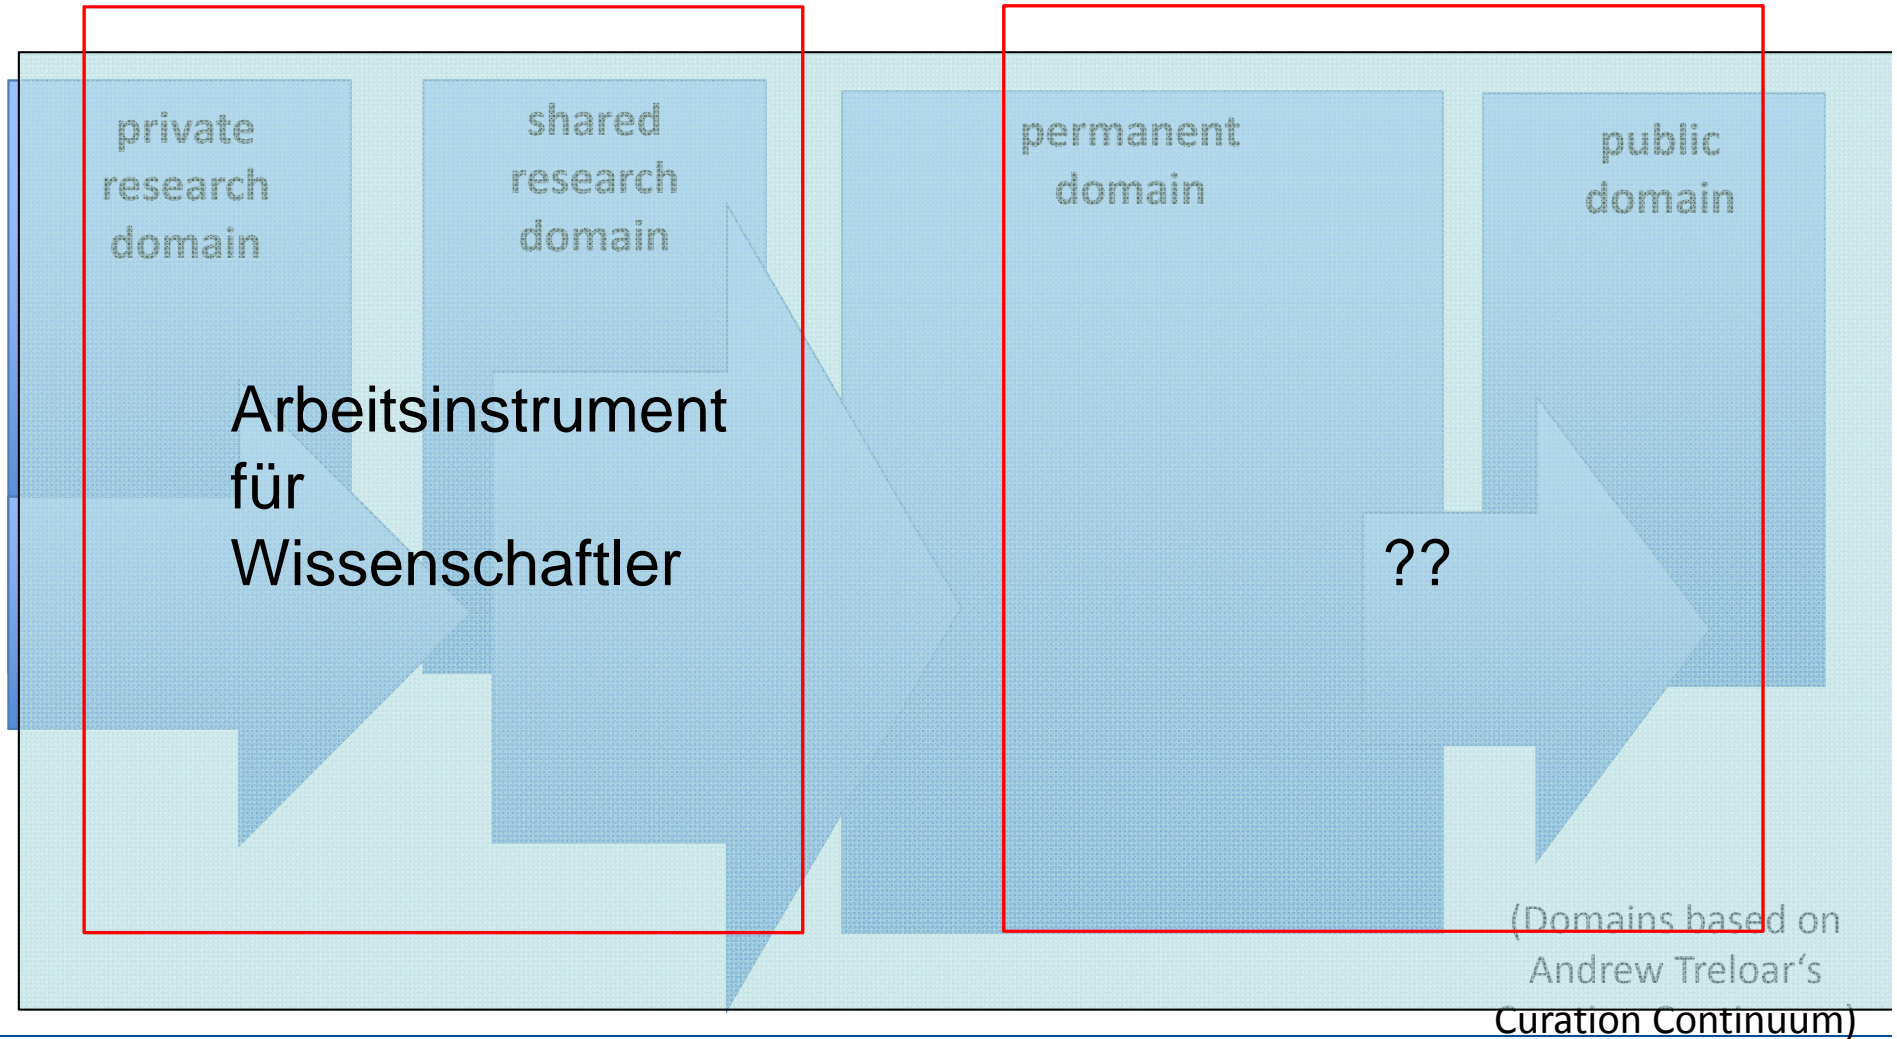 private
research
domain
shared
research
domain
permanent
domain
public
domain
Arbeitsinstrument
für
Wissenschaftler
??
(Domains based on
Andrew Treloar‘s
Curation Continuum)